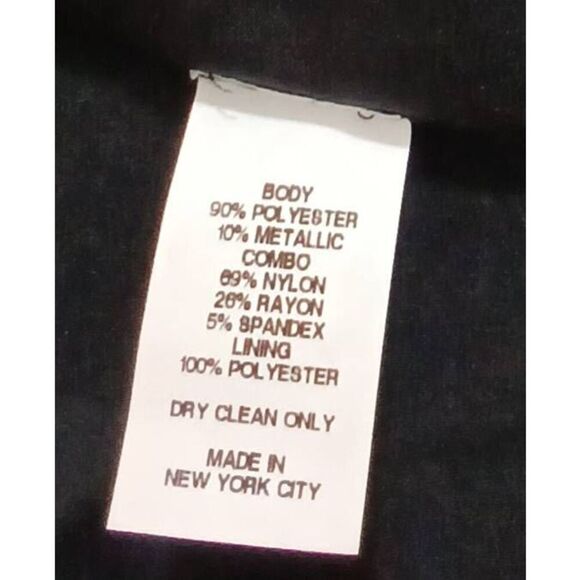 BODY
90% POLYESTER
10% METALLIC
COMBO
69% NYLON
26% RAYON
5% SPANDEX
LINING
100% POLYESTER
DRY CLEAN ONLY
MADE IN
NEW YORK CITY